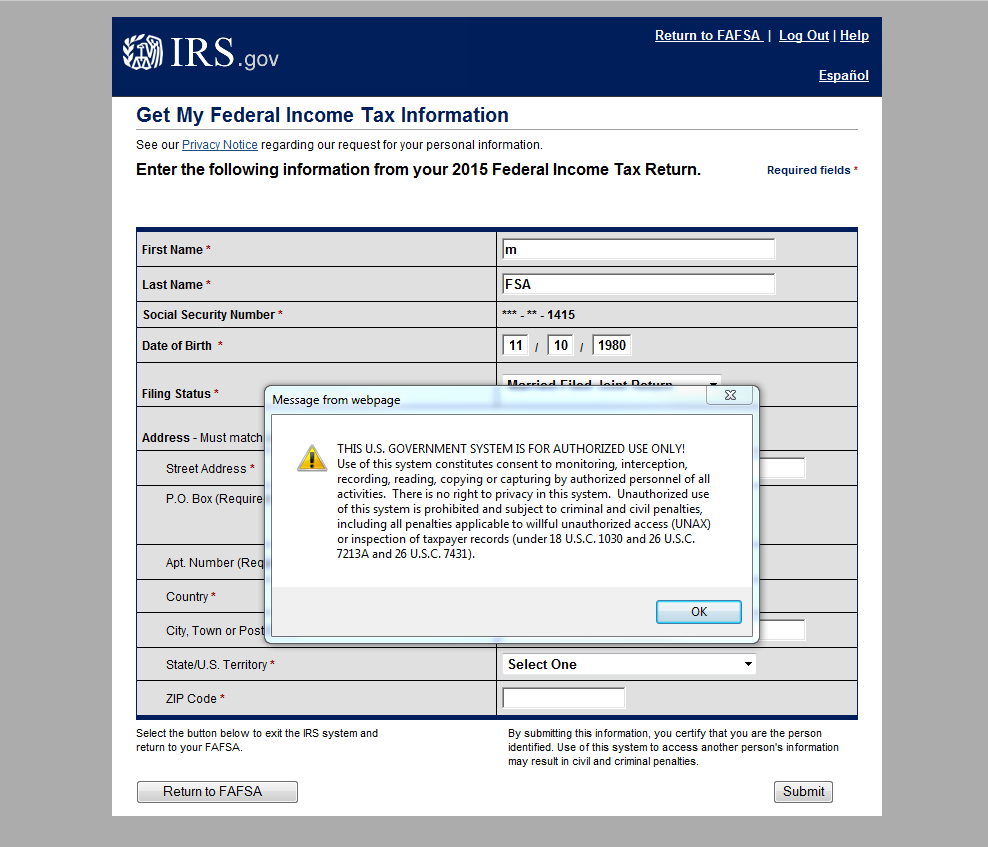 IRS.gov
Return to FAFSA | Log Out | Help
Español
Get My Federal Income Tax Information
See our Privacy Notice regarding our request for your personal information.
Enter the following information from your 2015 Federal Income Tax Return.
Required fields *
First Name *
m
Last Name *
FSA
Social Security Number *
*** - ** - 1415
Date of Birth *
11 / 10 / 1980
Filing Status *
Married Filed Joint Return
Message from webpage
THIS U.S. GOVERNMENT SYSTEM IS FOR AUTHORIZED USE ONLY!
Use of this system constitutes consent to monitoring, interception,
recording, reading, copying or capturing by authorized personnel of all
activities. There is no right to privacy in this system. Unauthorized use
of this system is prohibited and subject to criminal and civil penalties,
including all penalties applicable to willful unauthorized access (UNAX)
or inspection of taxpayer records (under 18 U.S.C. 1030 and 26 U.S.C.
7213A and 26 U.S.C. 7431).
OK
Address - Must match
Street Address *
P.O. Box (Require
Apt. Number (Req
Country *
City, Town or Post
State/U.S. Territory *
Select One
ZIP Code *
Select the button below to exit the IRS system and
return to your FAFSA.
By submitting this information, you certify that you are the person
identified. Use of this system to access another person's information
may result in civil and criminal penalties.
Return to FAFSA
Submit